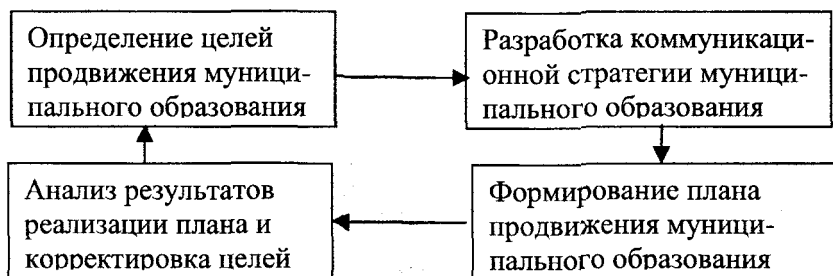 Определение целей
продвижения муници-
пального образования
Разработка коммуникаци-
онной стратегии муници-
пального образования
Формирование плана
продвижения муници-
пального образования
Анализ результатов
реализации плана и
корректировка целей